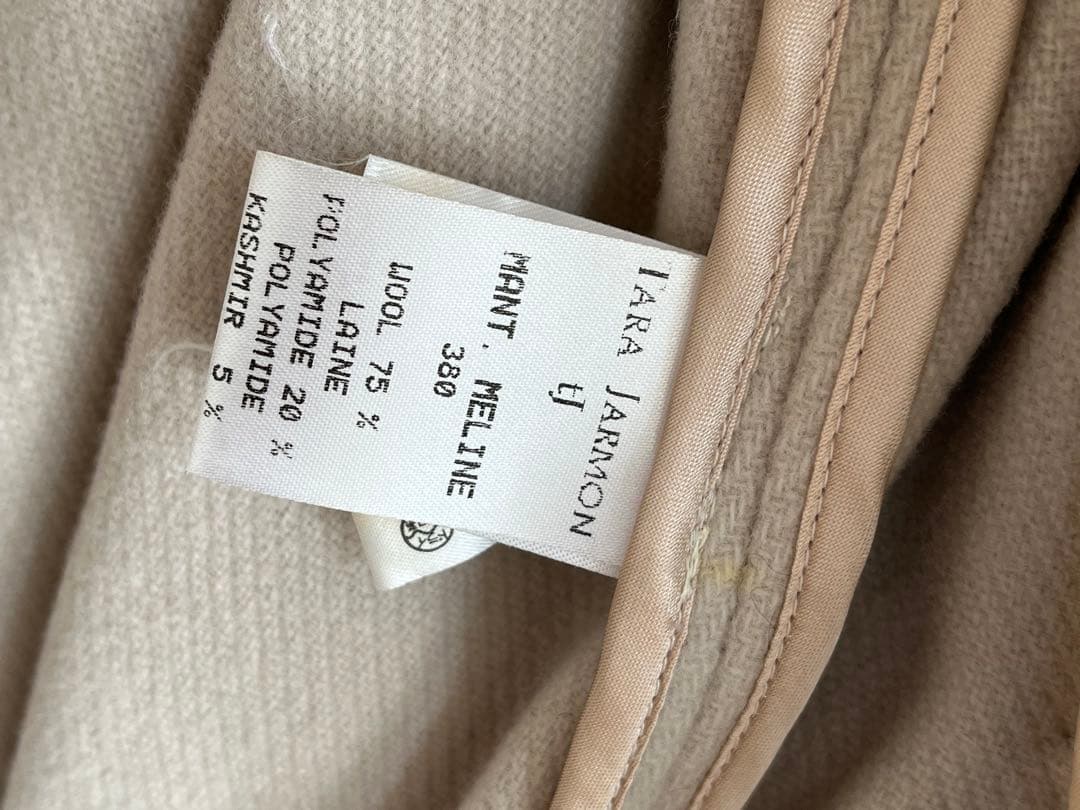 TARA JARMON
tJ
MANT. MELINE
380
WOOL 75 %
LAINE
POLYAMIDE 20 %
POLYAMIDE
KASHMIR 5 %